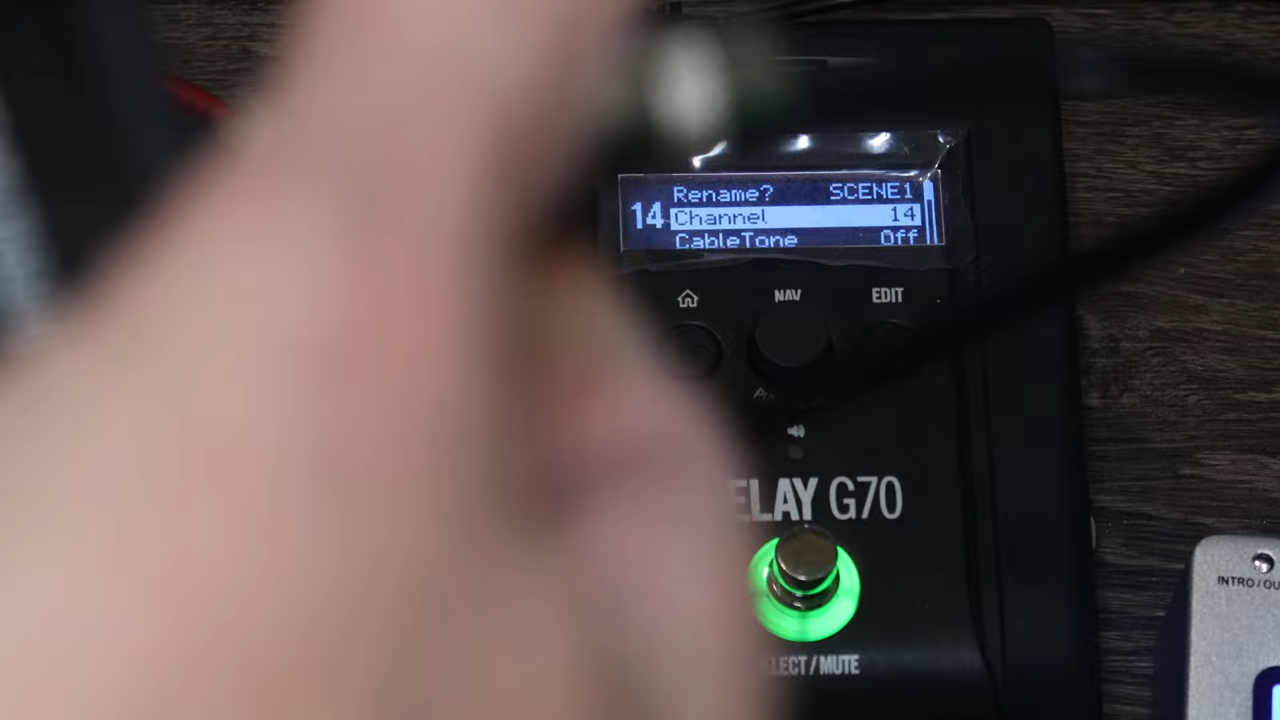 Rename? SCENE1
14 Channel 14
CableTone Off
NAV EDIT
ELAY G70
LECT / MUTE
INTRO / OU